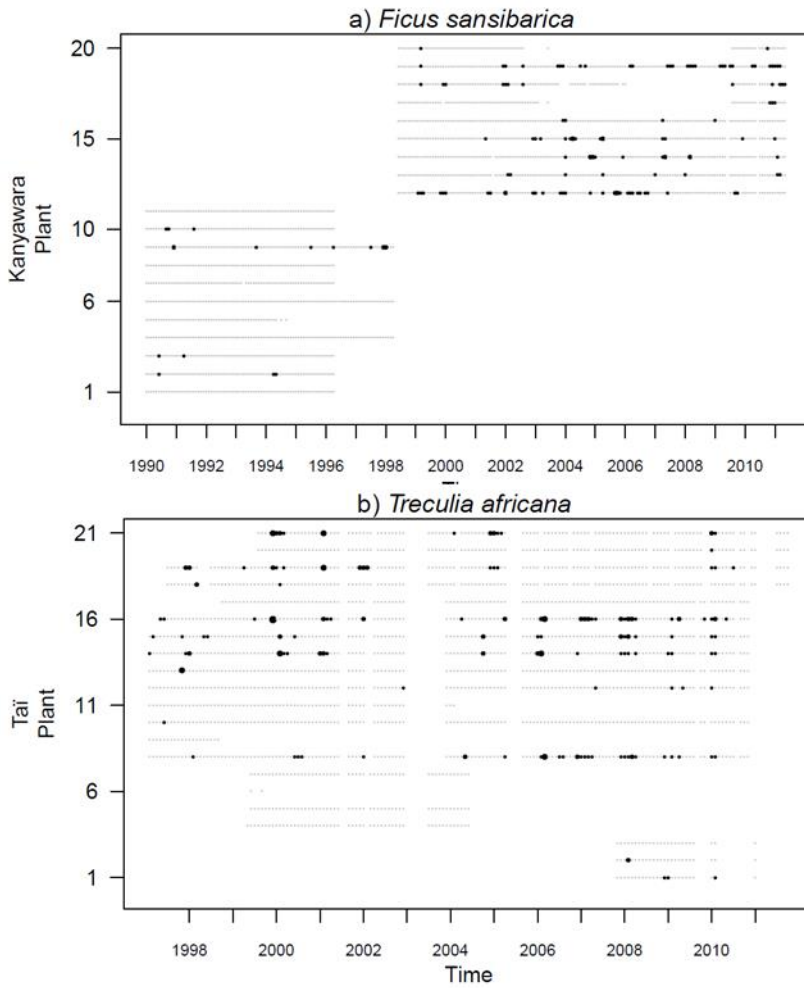 a) Ficus sansibarica
20
15
10
6
1
Kanyawara
Plant
1990 1992 1994 1996 1998 2000 2002 2004 2006 2008 2010
b) Treculia africana
21
16
11
6
1
Taï
Plant
1998 2000 2002 2004 2006 2008 2010
Time